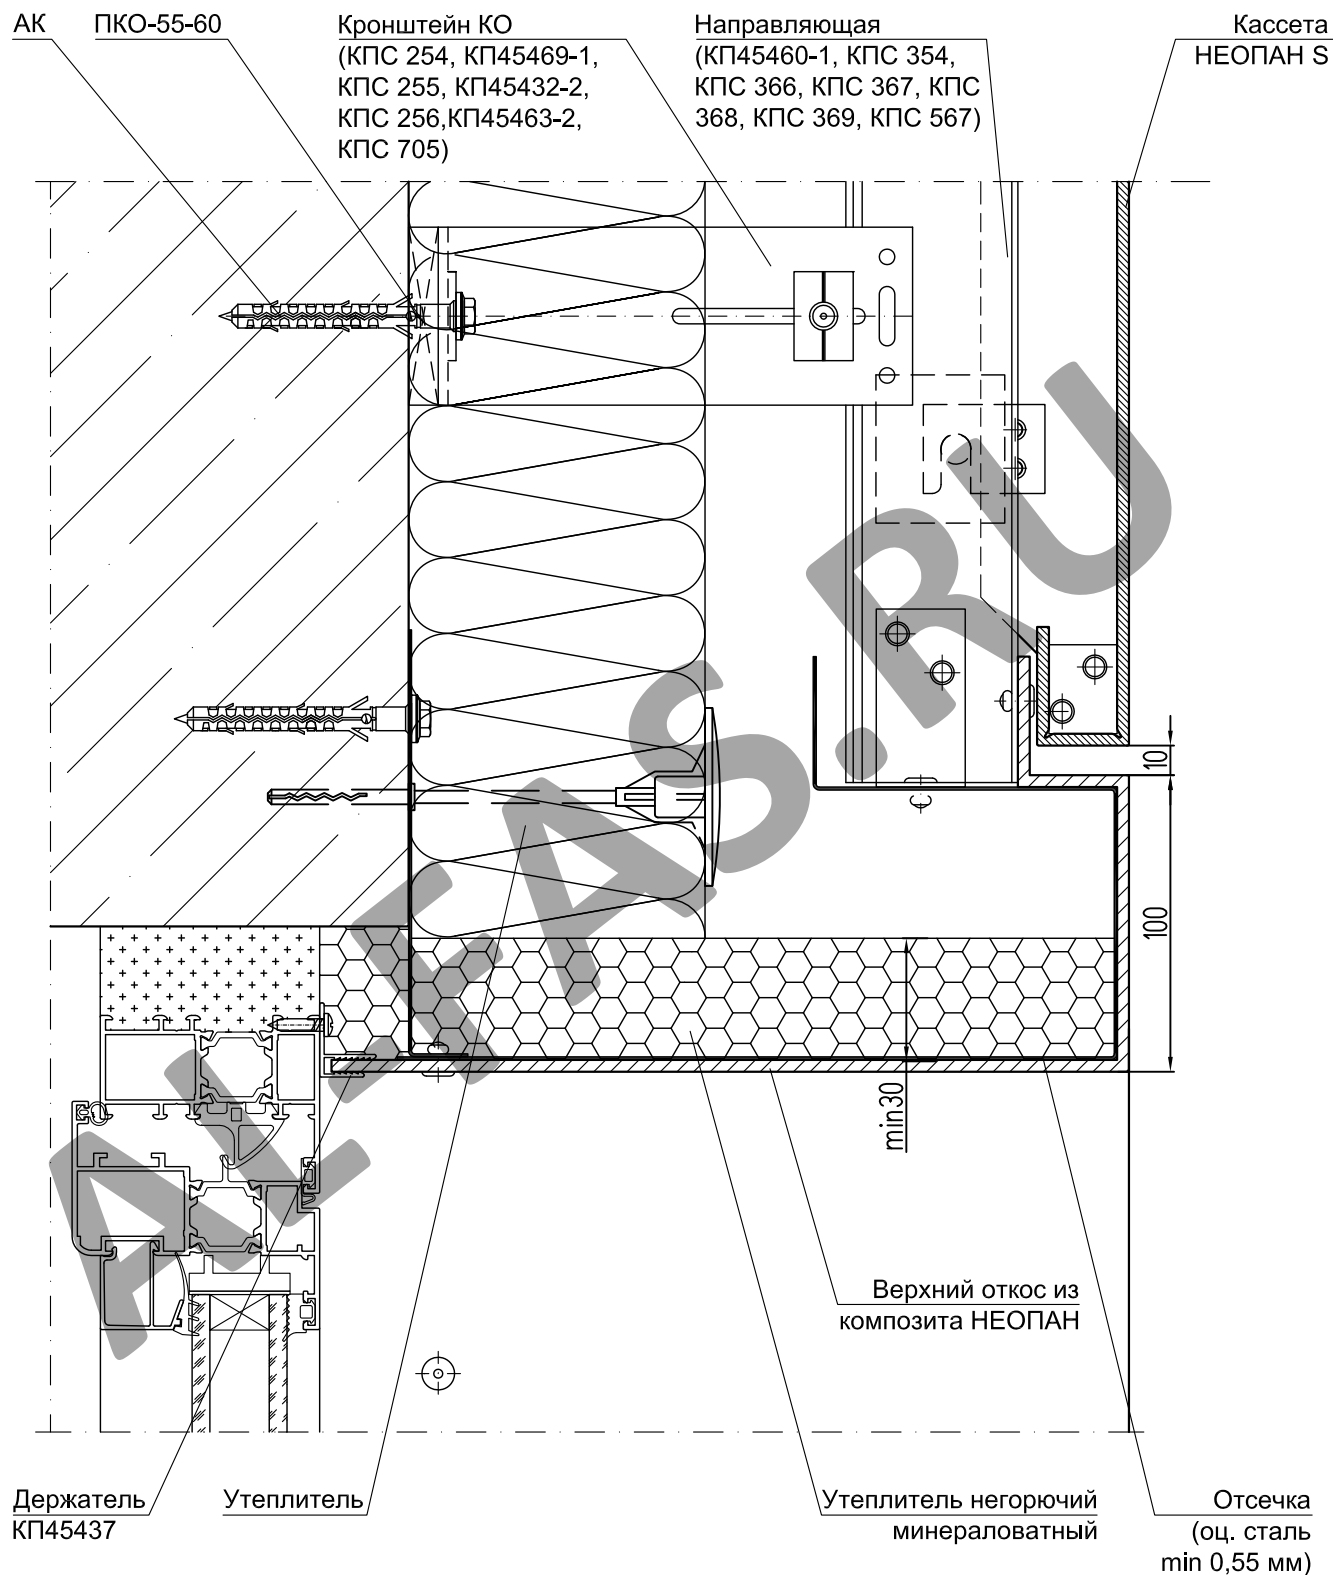 АК
ПКО-55-60
Кронштейн КО
(КПС 254, КП45469-1,
КПС 255, КП45432-2,
КПС 256,КП45463-2,
КПС 705)
Направляющая
(КП45460-1, КПС 354,
КПС 366, КПС 367, КПС
368, КПС 369, КПС 567)
Кассета
НЕОПАН S
10
100
min30
AL-FAS.RU
Верхний откос из
композита НЕОПАН
Держатель
КП45437
Утеплитель
Утеплитель негорючий
минераловатный
Отсечка
(оц. сталь
min 0,55 мм)